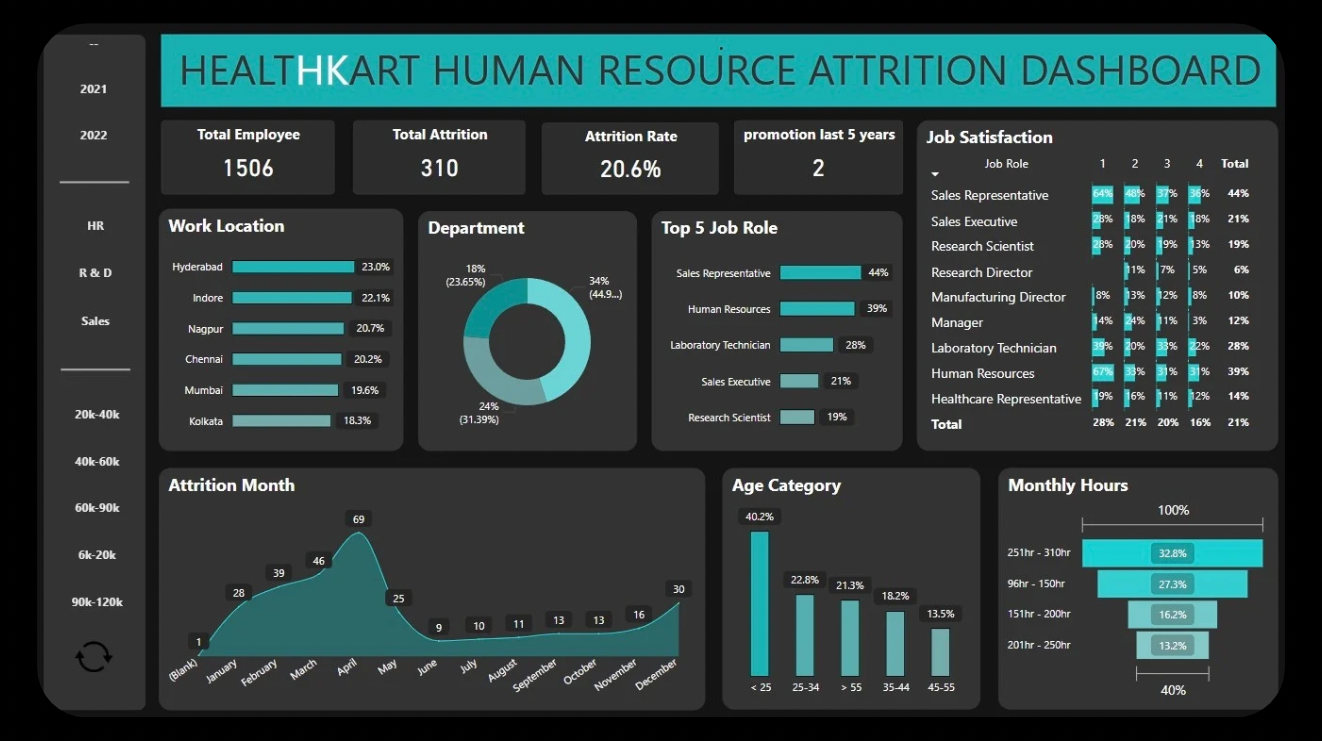 --
2021
2022
HR
R & D
Sales
20k-40k
40k-60k
60k-90k
6k-20k
90k-120k
HEALTHKART HUMAN RESOURCE ATTRITION DASHBOARD
Total Employee
1506
Total Attrition
310
Attrition Rate
20.6%
promotion last 5 years
2
Work Location
Hyderabad 23.0%
Indore 22.1%
Nagpur 20.7%
Chennai 20.2%
Mumbai 19.6%
Kolkata 18.3%
Department
18%
(23.65%)
34%
(44.9...)
24%
(31.39%)
Top 5 Job Role
Sales Representative 44%
Human Resources 39%
Laboratory Technician 28%
Sales Executive 21%
Research Scientist 19%
Job Satisfaction
Job Role 1 2 3 4 Total
Sales Representative 64% 48% 37% 36% 44%
Sales Executive 28% 18% 21% 18% 21%
Research Scientist 28% 20% 19% 13% 19%
Research Director 11% 7% 5% 6%
Manufacturing Director 8% 13% 12% 8% 10%
Manager 14% 24% 11% 3% 12%
Laboratory Technician 39% 20% 33% 22% 28%
Human Resources 67% 33% 31% 31% 39%
Healthcare Representative 19% 16% 11% 12% 14%
Total 28% 21% 20% 16% 21%
Attrition Month
1 28 39 46 69 25 9 10 11 13 13 16 30
(Blank) January February March April May June July August September October November December
Age Category
40.2% 22.8% 21.3% 18.2% 13.5%
< 25 25-34 > 55 35-44 45-55
Monthly Hours
100%
251hr - 310hr 32.8%
96hr - 150hr 27.3%
151hr - 200hr 16.2%
201hr - 250hr 13.2%
40%